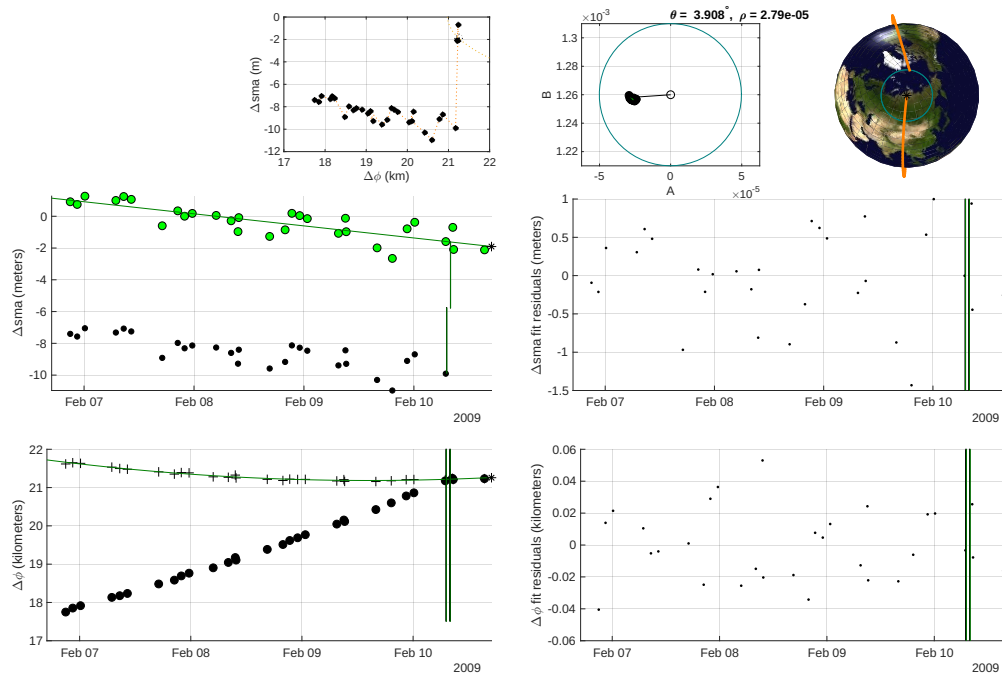 0
-2
-4
-6
-8
-10
-12
17
18
19
20
21
22
Δsma (m)
Δϕ (km)
×10⁻³
θ = 3.908°, ρ = 2.79e-05
1.3
1.28
1.26
1.24
1.22
B
-5
0
5
A
×10⁻⁵
0
-2
-4
-6
-8
-10
Δsma (meters)
Feb 07
Feb 08
Feb 09
Feb 10
2009
1
0.5
0
-0.5
-1
-1.5
Δsma fit residuals (meters)
Feb 07
Feb 08
Feb 09
Feb 10
2009
22
21
20
19
18
17
Δϕ (kilometers)
Feb 07
Feb 08
Feb 09
Feb 10
2009
0.06
0.04
0.02
0
-0.02
-0.04
-0.06
Δϕ fit residuals (kilometers)
Feb 07
Feb 08
Feb 09
Feb 10
2009